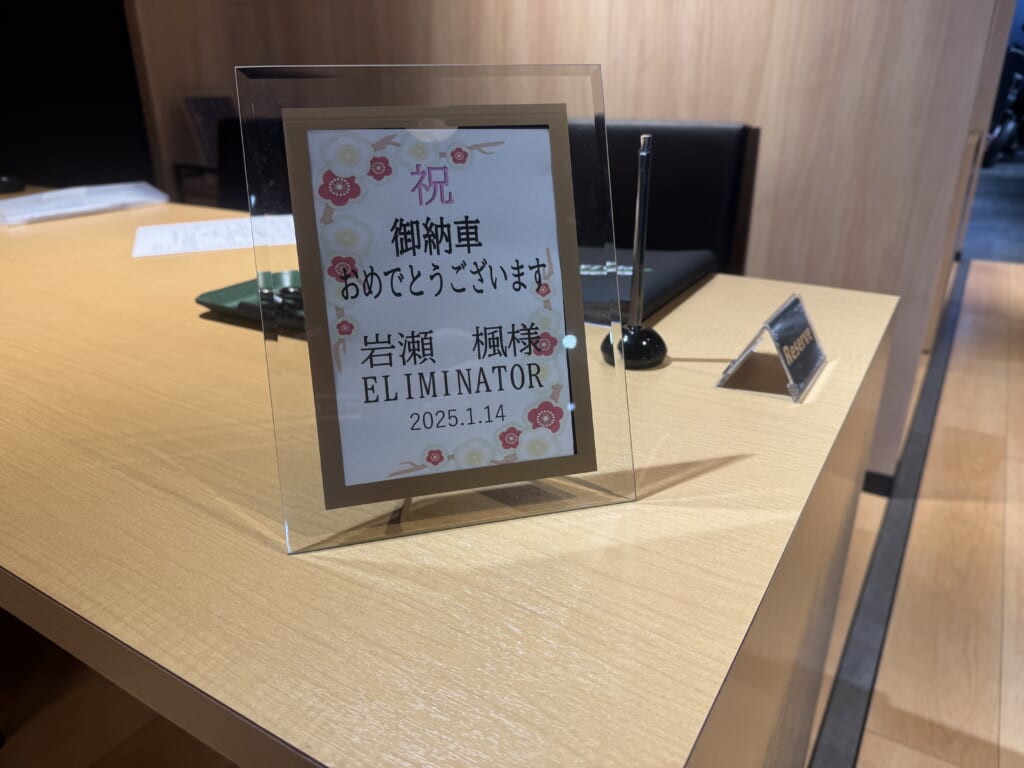 祝
御納車
おめでとうございます
岩瀬　楓様
ELIMINATOR
2025.1.14
Reserve